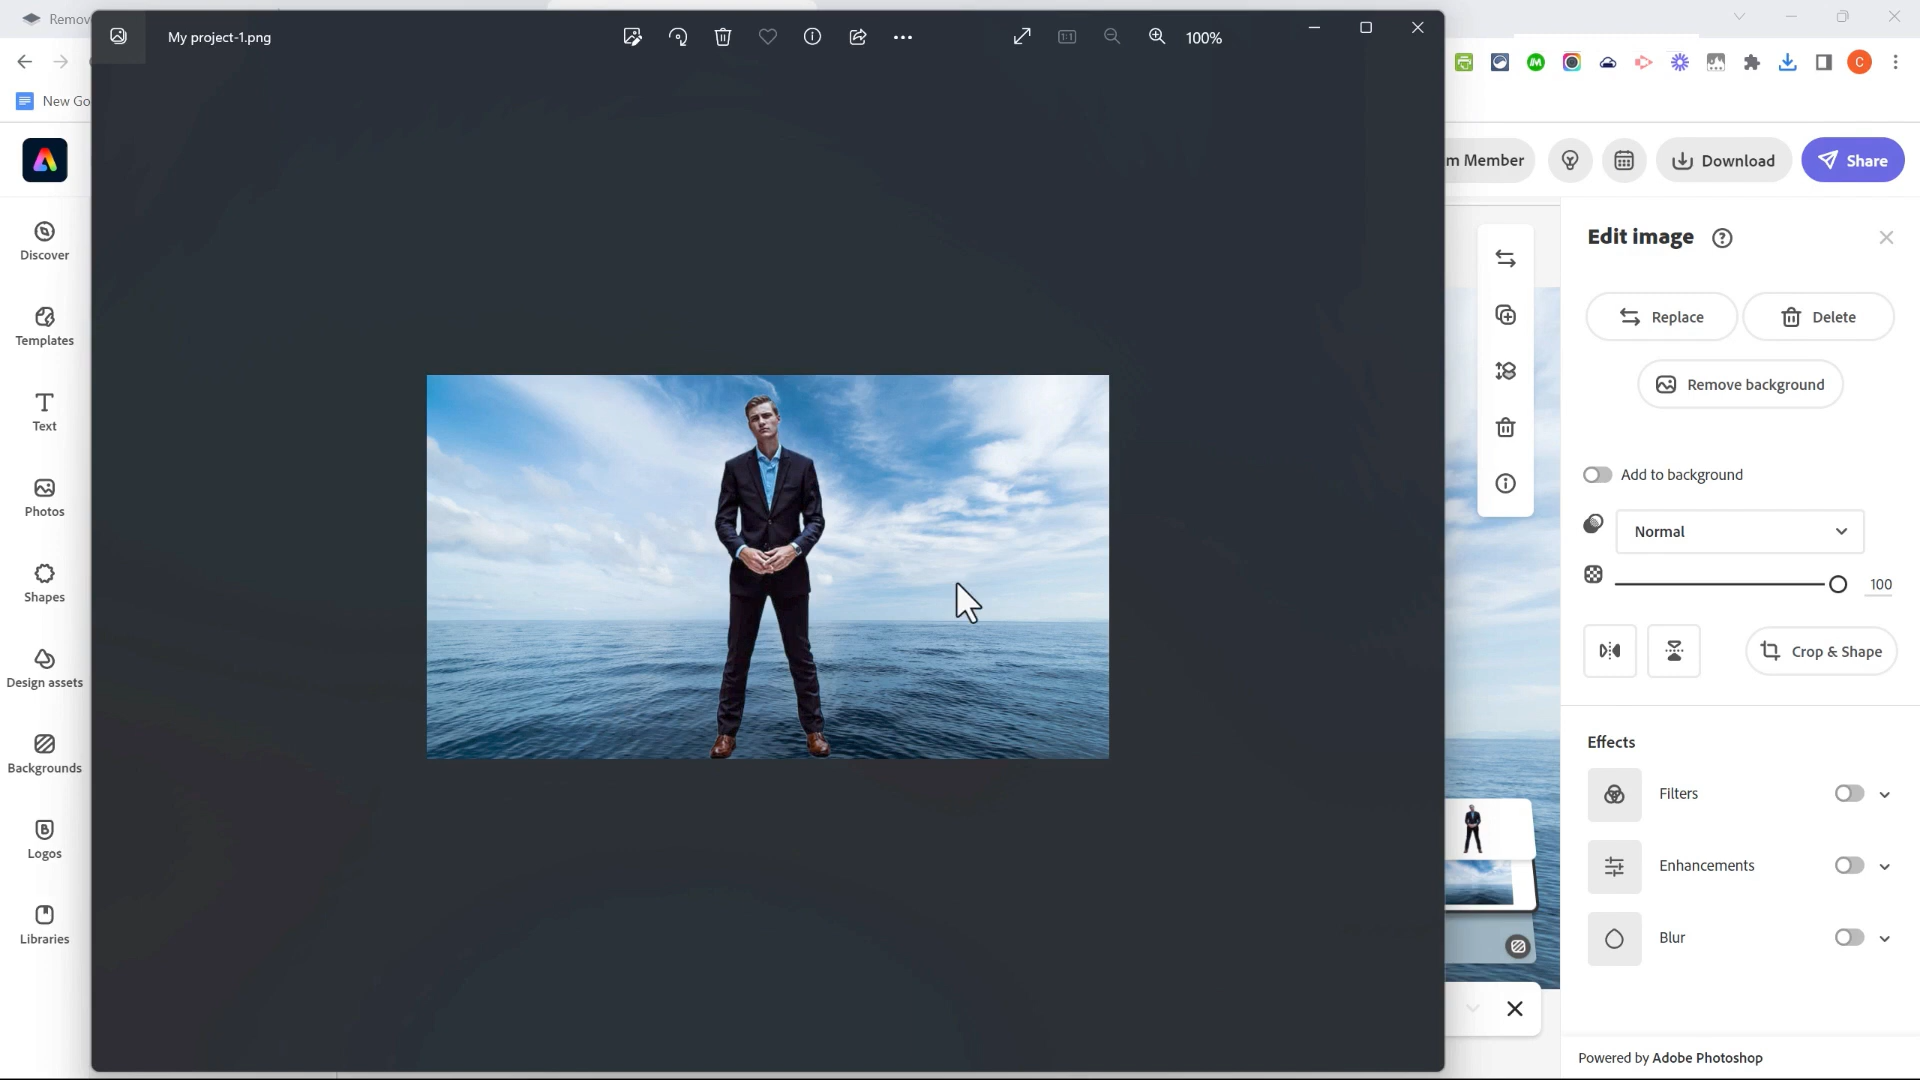 Remov
My project-1.png
100%
New Go
C
m Member
Download
Share
Discover
Templates
Text
Photos
Shapes
Design assets
Backgrounds
Logos
Libraries
Edit image
Replace
Delete
Remove background
Add to background
Normal
100
Crop & Shape
Effects
Filters
Enhancements
Blur
Powered by Adobe Photoshop